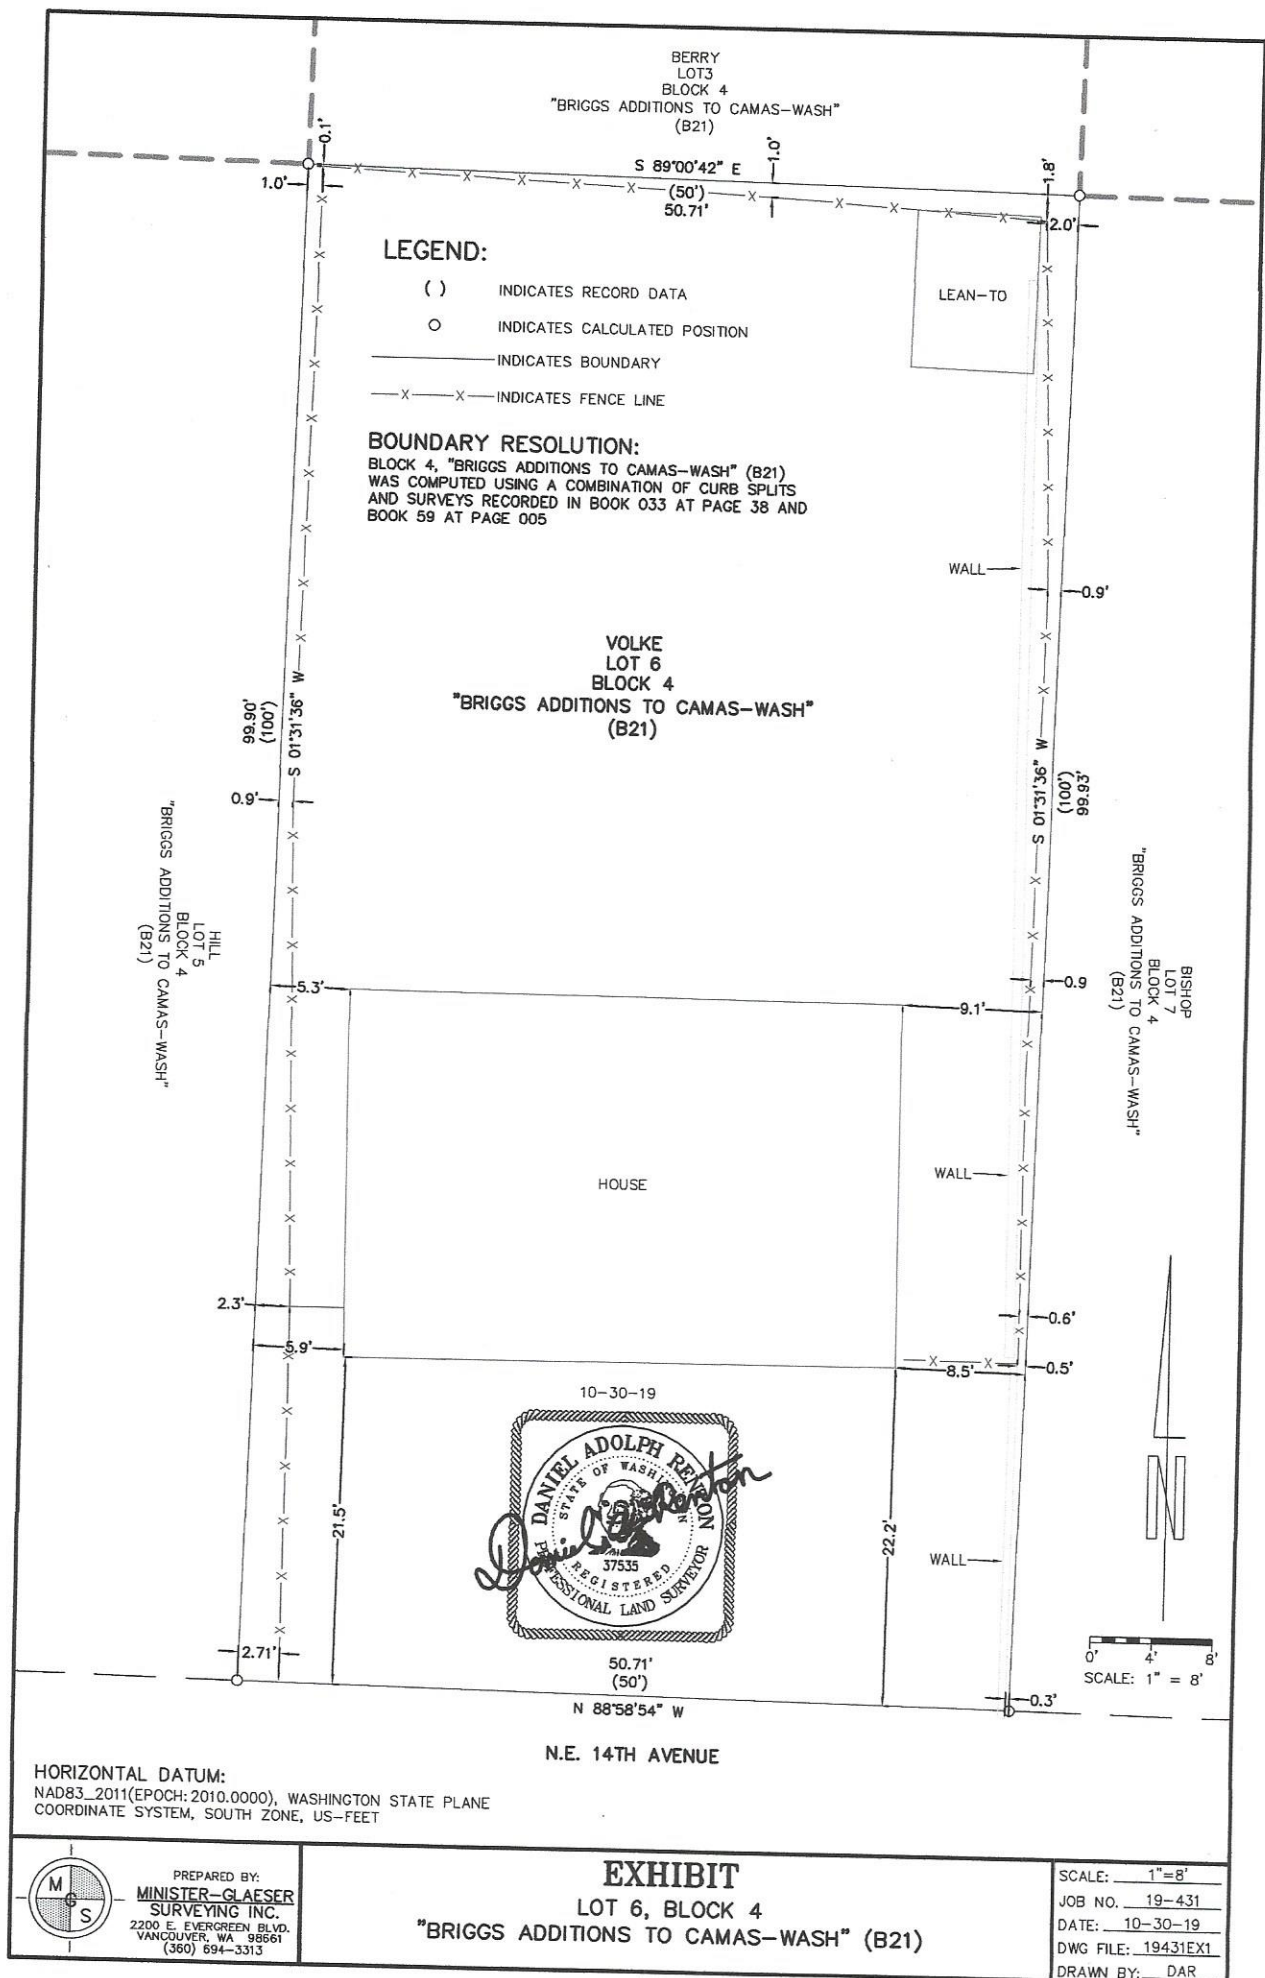 BERRY
LOT3
BLOCK 4
"BRIGGS ADDITIONS TO CAMAS-WASH"
(B21)
0.1'
1.0'
S 89°00'42" E
(50')
50.71'
1.0'
1.8'
2.0'
LEGEND:
( ) INDICATES RECORD DATA
INDICATES CALCULATED POSITION
INDICATES BOUNDARY
X X INDICATES FENCE LINE
LEAN-TO
BOUNDARY RESOLUTION:
BLOCK 4, "BRIGGS ADDITIONS TO CAMAS-WASH" (B21)
WAS COMPUTED USING A COMBINATION OF CURB SPLITS
AND SURVEYS RECORDED IN BOOK 033 AT PAGE 38 AND
BOOK 59 AT PAGE 005
WALL
0.9'
VOLKE
LOT 6
BLOCK 4
"BRIGGS ADDITIONS TO CAMAS-WASH"
(B21)
99.90'
(100')
S 01°31'36" W
0.9'
S 01°31'36" W
(100')
99.93'
HILL
LOT 5
BLOCK 4
"BRIGGS ADDITIONS TO CAMAS-WASH"
(B21)
BISHOP
LOT 7
BLOCK 4
"BRIGGS ADDITIONS TO CAMAS-WASH"
(B21)
5.3'
0.9
9.1'
HOUSE
WALL
2.3'
5.9'
0.6'
0.5'
8.5'
10-30-19
DANIEL ADOLPH RENTON
STATE OF WASHINGTON
37535
REGISTERED
PROFESSIONAL LAND SURVEYOR
Daniel A. Renton
21.5'
22.2'
WALL
2.71'
50.71'
(50')
N 88°58'54" W
0.3'
N
0' 4' 8'
SCALE: 1" = 8'
N.E. 14TH AVENUE
HORIZONTAL DATUM:
NAD83_2011(EPOCH: 2010.0000), WASHINGTON STATE PLANE
COORDINATE SYSTEM, SOUTH ZONE, US-FEET
M G S
PREPARED BY:
MINISTER-GLAESER
SURVEYING INC.
2200 E. EVERGREEN BLVD.
VANCOUVER, WA 98661
(360) 694-3313
EXHIBIT
LOT 6, BLOCK 4
"BRIGGS ADDITIONS TO CAMAS-WASH" (B21)
SCALE: 1"=8'
JOB NO. 19-431
DATE: 10-30-19
DWG FILE: 19431EX1
DRAWN BY: DAR